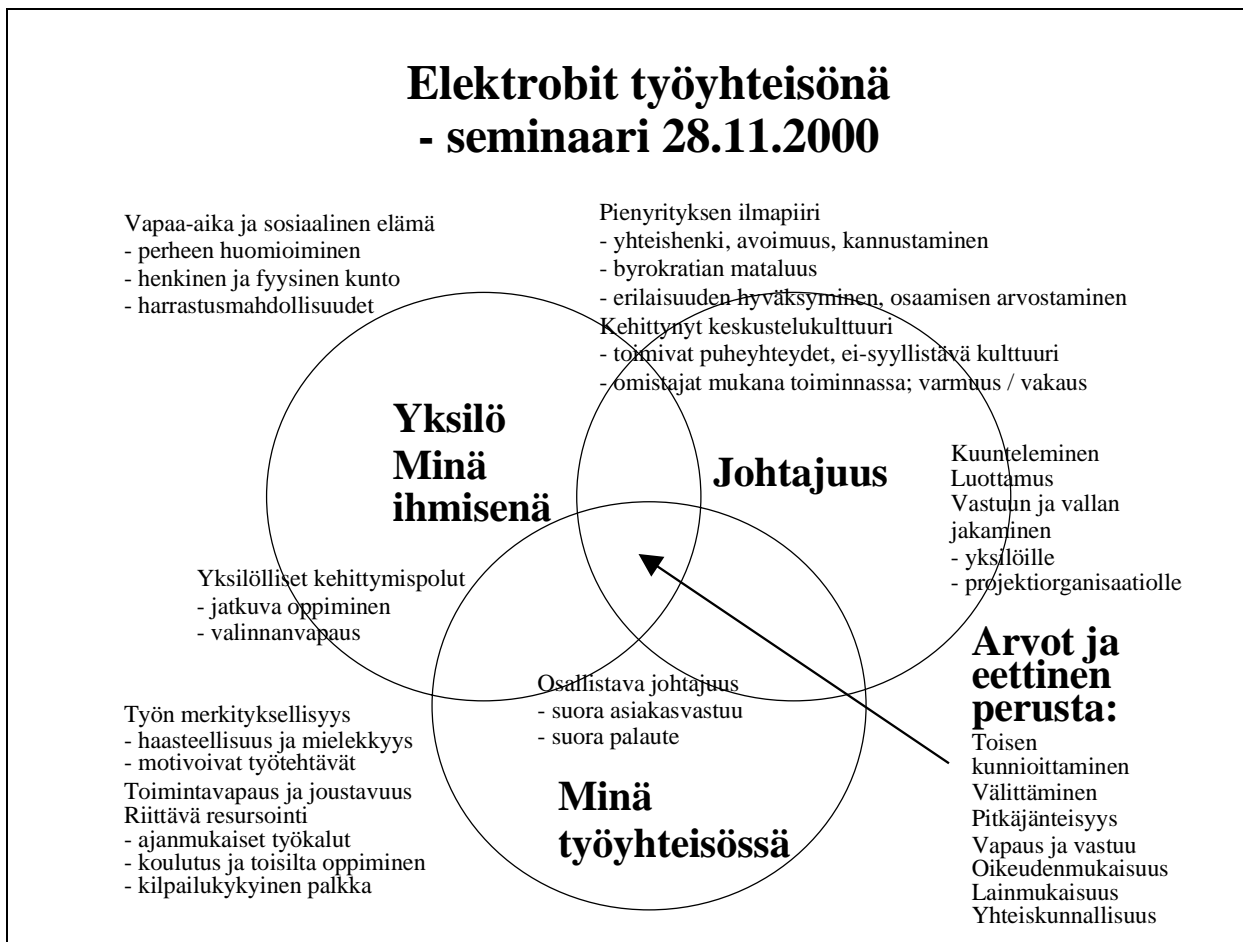 Elektrobit työyhteisönä
- seminaari 28.11.2000
Vapaa-aika ja sosiaalinen elämä
- perheen huomioiminen
- henkinen ja fyysinen kunto
- harrastusmahdollisuudet
Pienyrityksen ilmapiiri
- yhteishenki, avoimuus, kannustaminen
- byrokratian mataluus
- erilaisuuden hyväksyminen, osaamisen arvostaminen
Kehittynyt keskustelukulttuuri
- toimivat puheyhteydet, ei-syyllistävä kulttuuri
- omistajat mukana toiminnassa; varmuus / vakaus
Yksilö
Minä
ihmisenä
Johtajuus
Kuunteleminen
Luottamus
Vastuun ja vallan
jakaminen
- yksilöille
- projektiorganisaatiolle
Yksilölliset kehittymispolut
- jatkuva oppiminen
- valinnanvapaus
Osallistava johtajuus
- suora asiakasvastuu
- suora palaute
Työn merkityksellisyys
- haasteellisuus ja mielekkyys
- motivoivat työtehtävät
Toimintavapaus ja joustavuus
Riittävä resursointi
- ajanmukaiset työkalut
- koulutus ja toisilta oppiminen
- kilpailukykyinen palkka
Minä
työyhteisössä
Arvot ja
eettinen
perusta:
Toisen
kunnioittaminen
Välittäminen
Pitkäjänteisyys
Vapaus ja vastuu
Oikeudenmukaisuus
Lainmukaisuus
Yhteiskunnallisuus